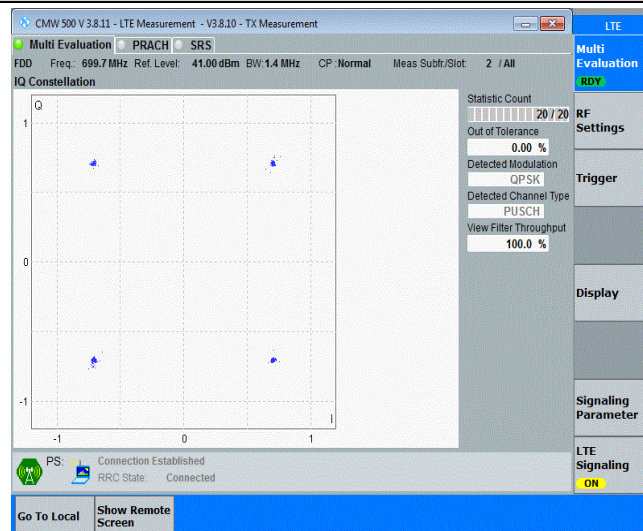 CMW 500 V 3.8.11 - LTE Measurement - V3.8.10 - TX Measurement
LTE
Multi Evaluation PRACH SRS
Multi
Evaluation
RDY
FDD Freq.: 699.7 MHz Ref. Level: 41.00 dBm BW: 1.4 MHz CP : Normal Meas Subfr./Slot: 2 / All
IQ Constellation
Q
1
0
-1
I
-1 0 1
Statistic Count
20 / 20
Out of Tolerance
0.00 %
Detected Modulation
QPSK
Detected Channel Type
PUSCH
View Filter Throughput
100.0 %
RF
Settings
Trigger
Display
Signaling
Parameter
LTE
Signaling
ON
PS: Connection Established
RRC State: Connected
A
Go To Local
Show Remote
Screen